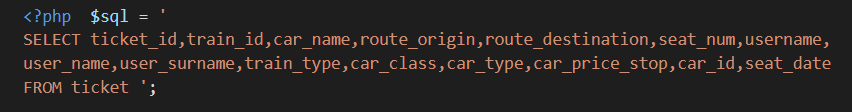 <?php  $sql = '
SELECT ticket_id,train_id,car_name,route_origin,route_destination,seat_num,username,
user_name,user_surname,train_type,car_class,car_type,car_price_stop,car_id,seat_date
FROM ticket ';